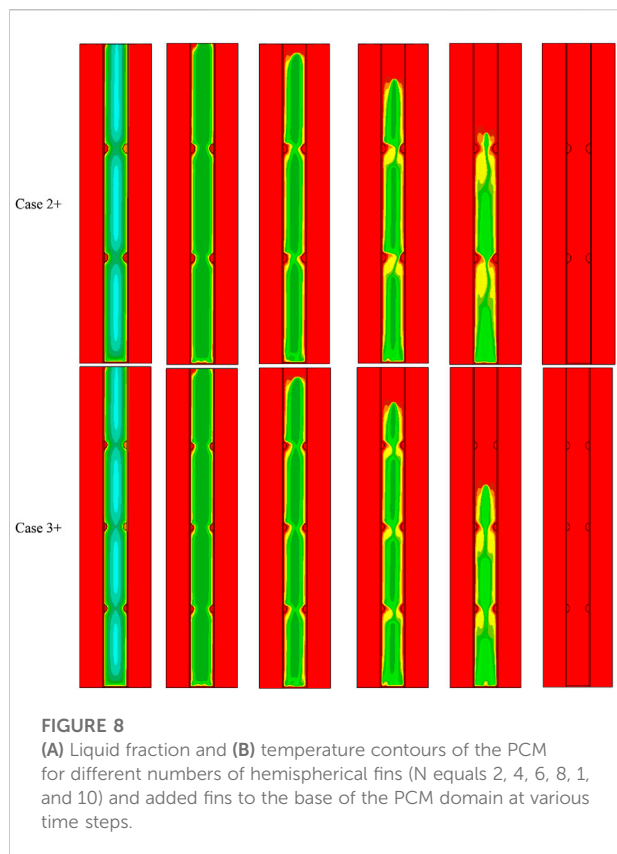 Case 2+
Case 3+
FIGURE 8
(A) Liquid fraction and (B) temperature contours of the PCM
for different numbers of hemispherical fins (N equals 2, 4, 6, 8, 1,
and 10) and added fins to the base of the PCM domain at various
time steps.